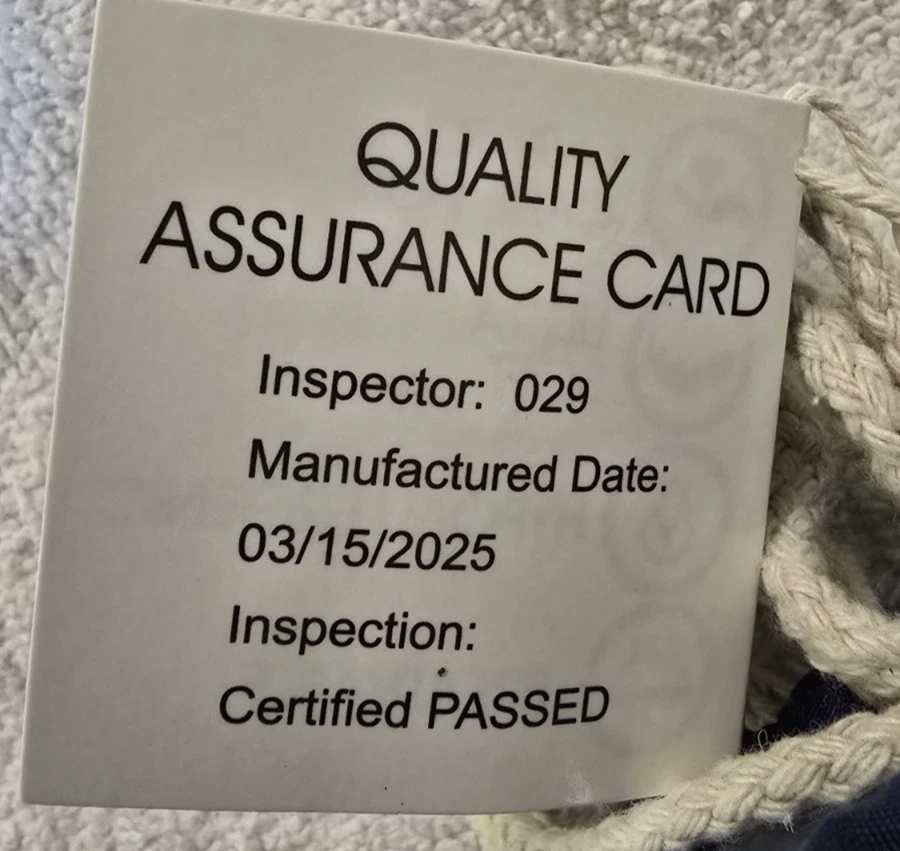 QUALITY
ASSURANCE CARD
Inspector: 029
Manufactured Date:
03/15/2025
Inspection:
Certified PASSED